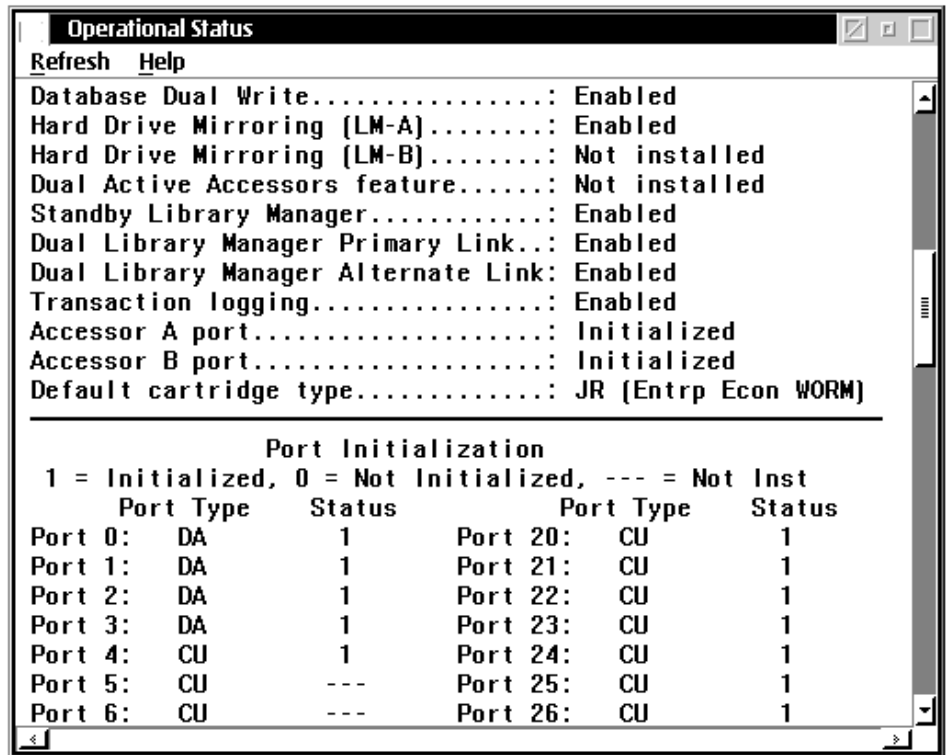 Operational Status
Refresh Help
Database Dual Write................: Enabled
Hard Drive Mirroring (LM-A)........: Enabled
Hard Drive Mirroring (LM-B)........: Not installed
Dual Active Accessors feature......: Not installed
Standby Library Manager............: Enabled
Dual Library Manager Primary Link..: Enabled
Dual Library Manager Alternate Link: Enabled
Transaction logging................: Enabled
Accessor A port....................: Initialized
Accessor B port....................: Initialized
Default cartridge type.............: JR (Entrp Econ WORM)
Port Initialization
1 = Initialized, 0 = Not Initialized, --- = Not Inst
Port Type Status Port Type Status
Port 0: DA 1 Port 20: CU 1
Port 1: DA 1 Port 21: CU 1
Port 2: DA 1 Port 22: CU 1
Port 3: DA 1 Port 23: CU 1
Port 4: CU 1 Port 24: CU 1
Port 5: CU --- Port 25: CU 1
Port 6: CU --- Port 26: CU 1